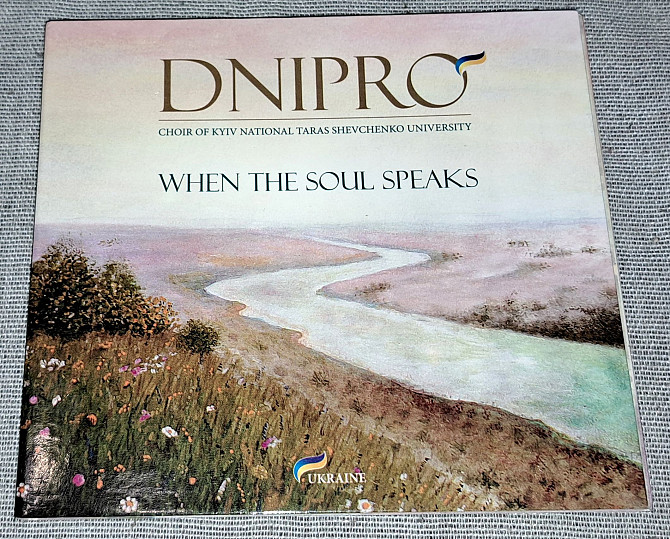 DNIPRO
CHOIR OF KYIV NATIONAL TARAS SHEVCHENKO UNIVERSITY
WHEN THE SOUL SPEAKS
UKRAINE